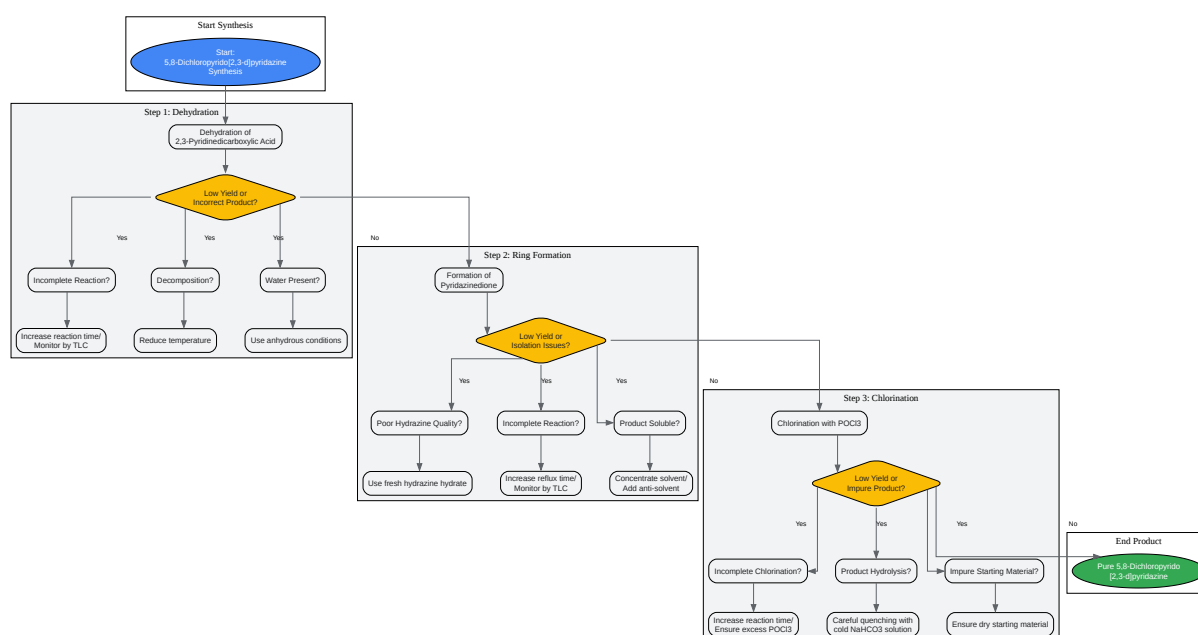 Start Synthesis
Start:
5,8-Dichloropyrido[2,3-d]pyridazine
Synthesis
Step 1: Dehydration
Dehydration of
2,3-Pyridinedicarboxylic Acid
Low Yield or
Incorrect Product?
Yes
Yes
Yes
No
Incomplete Reaction?
Decomposition?
Water Present?
Increase reaction time/
Monitor by TLC
Reduce temperature
Use anhydrous conditions
Step 2: Ring Formation
Formation of
Pyridazinedione
Low Yield or
Isolation Issues?
Yes
Yes
Yes
No
Poor Hydrazine Quality?
Incomplete Reaction?
Product Soluble?
Use fresh hydrazine hydrate
Increase reflux time/
Monitor by TLC
Concentrate solvent/
Add anti-solvent
Step 3: Chlorination
Chlorination with POCl3
Low Yield or
Impure Product?
Yes
Yes
Yes
No
Incomplete Chlorination?
Product Hydrolysis?
Impure Starting Material?
Increase reaction time/
Ensure excess POCl3
Careful quenching with
cold NaHCO3 solution
Ensure dry starting material
End Product
Pure 5,8-Dichloropyrido
[2,3-d]pyridazine